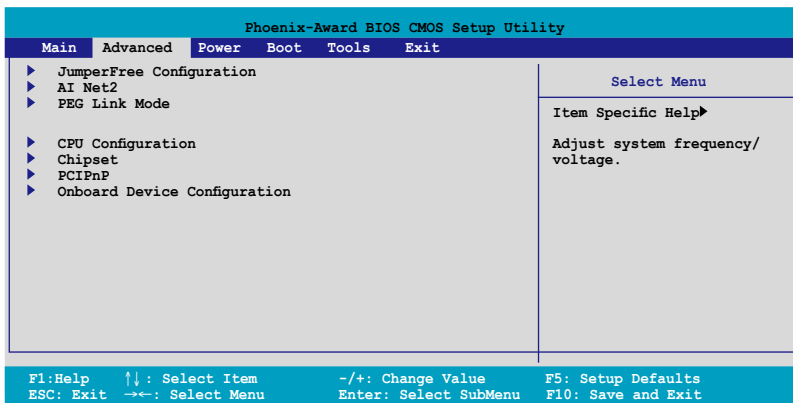 Phoenix-Award BIOS CMOS Setup Utility
Main Advanced Power Boot Tools Exit
JumperFree Configuration
AI Net2
PEG Link Mode
CPU Configuration
Chipset
PCIPnP
Onboard Device Configuration
Select Menu
Item Specific Help
Adjust system frequency/
voltage.
F1:Help ↑↓: Select Item -/+: Change Value F5: Setup Defaults
ESC: Exit →←: Select Menu Enter: Select SubMenu F10: Save and Exit